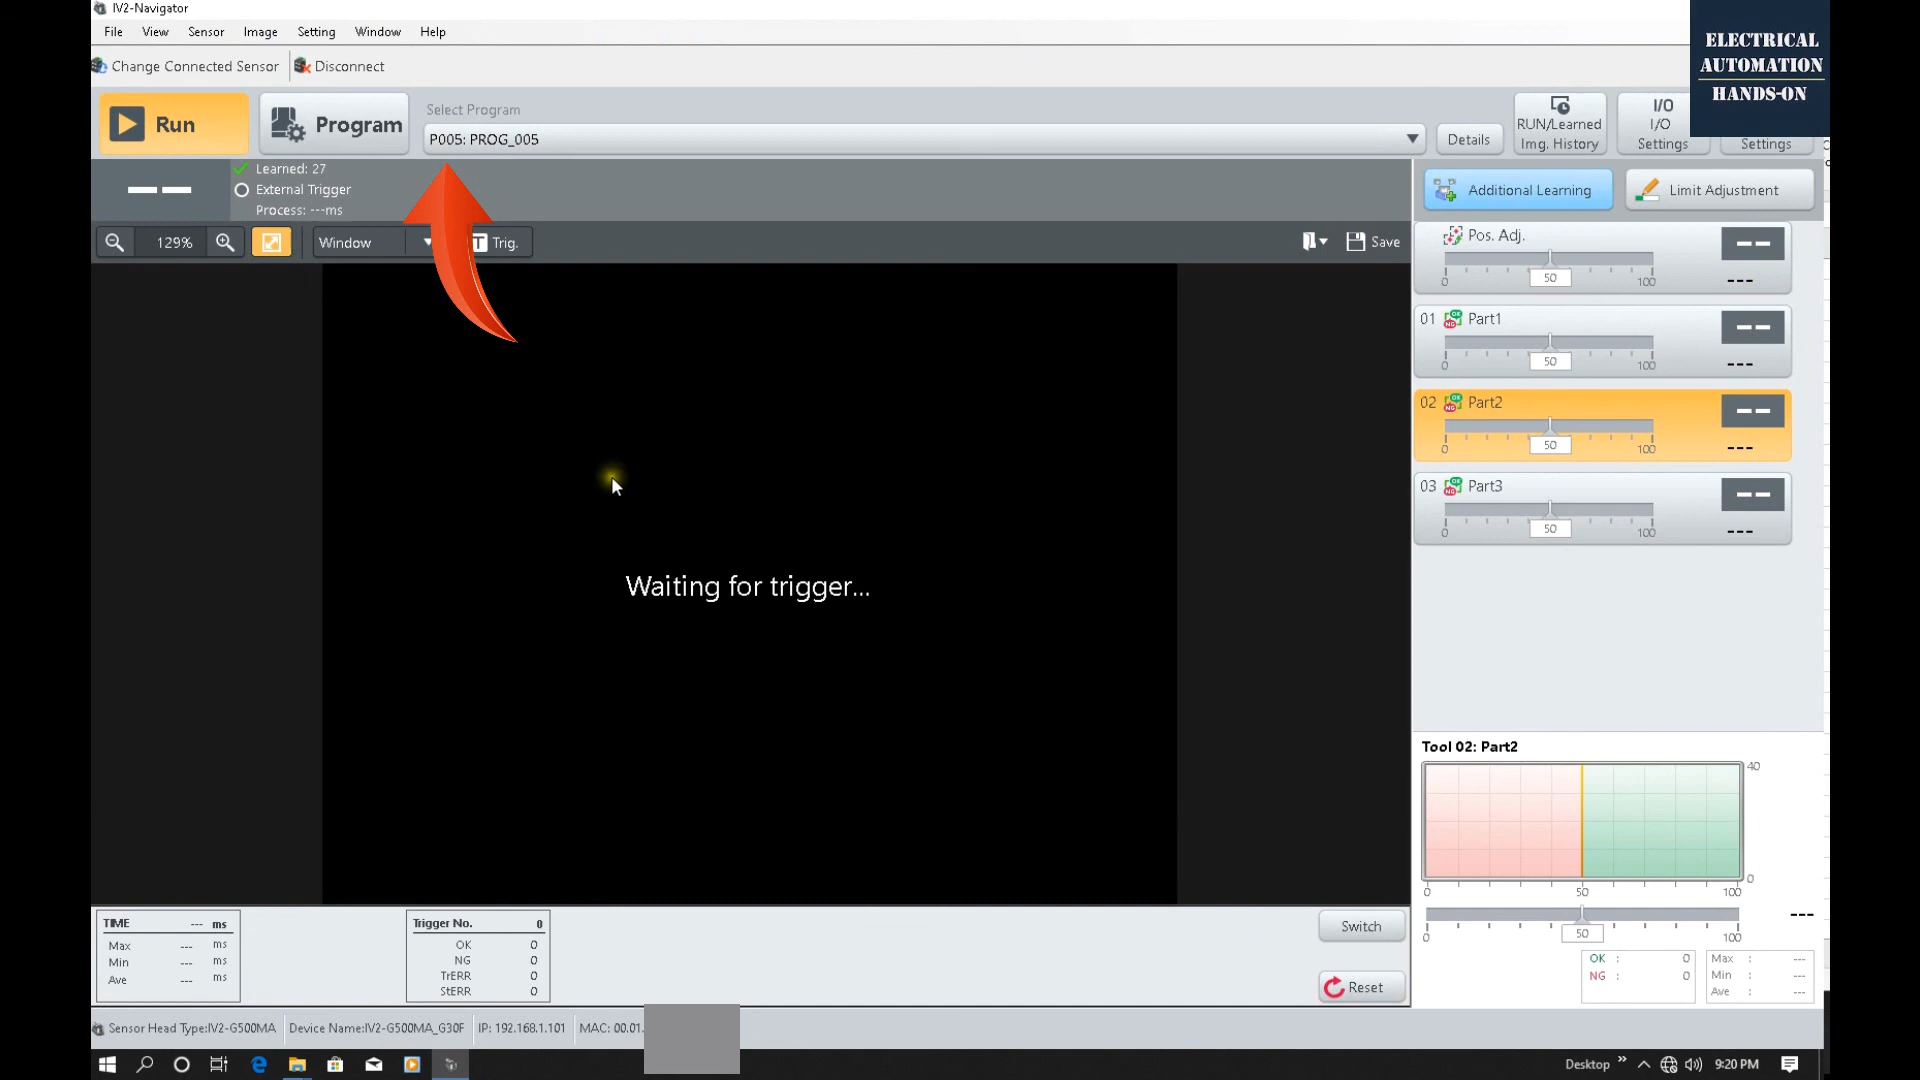 IV2-Navigator
File View Sensor Image Setting Window Help
Change Connected Sensor Disconnect
ELECTRICAL
AUTOMATION
HANDS-ON
Run Program
Select Program
P005: PROG_005
Details
RUN/Learned
Img. History
I/O
I/O
Settings
Settings
Learned: 27
External Trigger
Process: ---ms
Additional Learning Limit Adjustment
129% Window T Trig. Save
Pos. Adj.
-- 
50
0 100 ---
01 Part1
--
50
0 100 ---
02 Part2
--
50
0 100 ---
03 Part3
--
50
0 100 ---
Waiting for trigger...
Tool 02: Part2
40
0
0 50 100
---
50
0 100
OK : 0
NG : 0
Max : ---
Min : ---
Ave : ---
TIME --- ms
Max --- ms
Min --- ms
Ave --- ms
Trigger No. 0
OK 0
NG 0
TrERR 0
StERR 0
Switch
Reset
Sensor Head Type:IV2-G500MA Device Name:IV2-G500MA_G30F IP: 192.168.1.101 MAC: 00.01.
Desktop » 9:20 PM